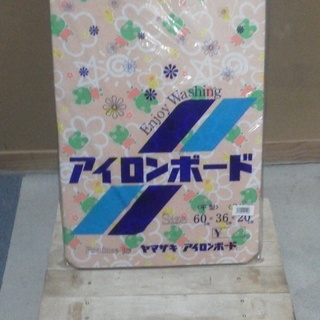 Enjoy Washing
アイロンボード
60 × 36 × 20
Y
ヤマザキ アイロンボード